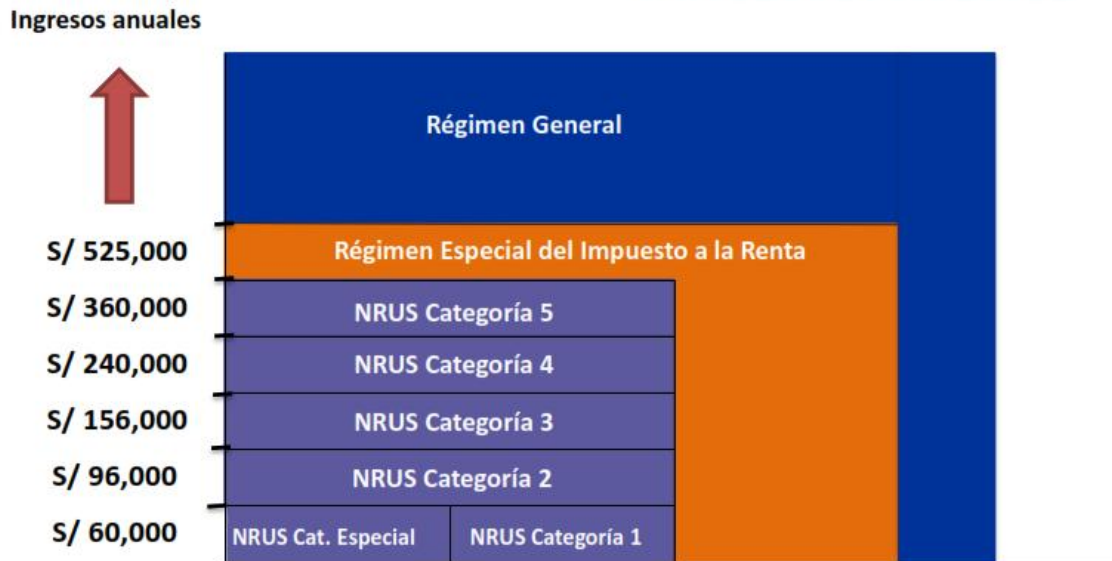 Ingresos anuales
Régimen General
S/ 525,000
Régimen Especial del Impuesto a la Renta
S/ 360,000
NRUS Categoría 5
S/ 240,000
NRUS Categoría 4
S/ 156,000
NRUS Categoría 3
S/ 96,000
NRUS Categoría 2
S/ 60,000
NRUS Cat. Especial
NRUS Categoría 1